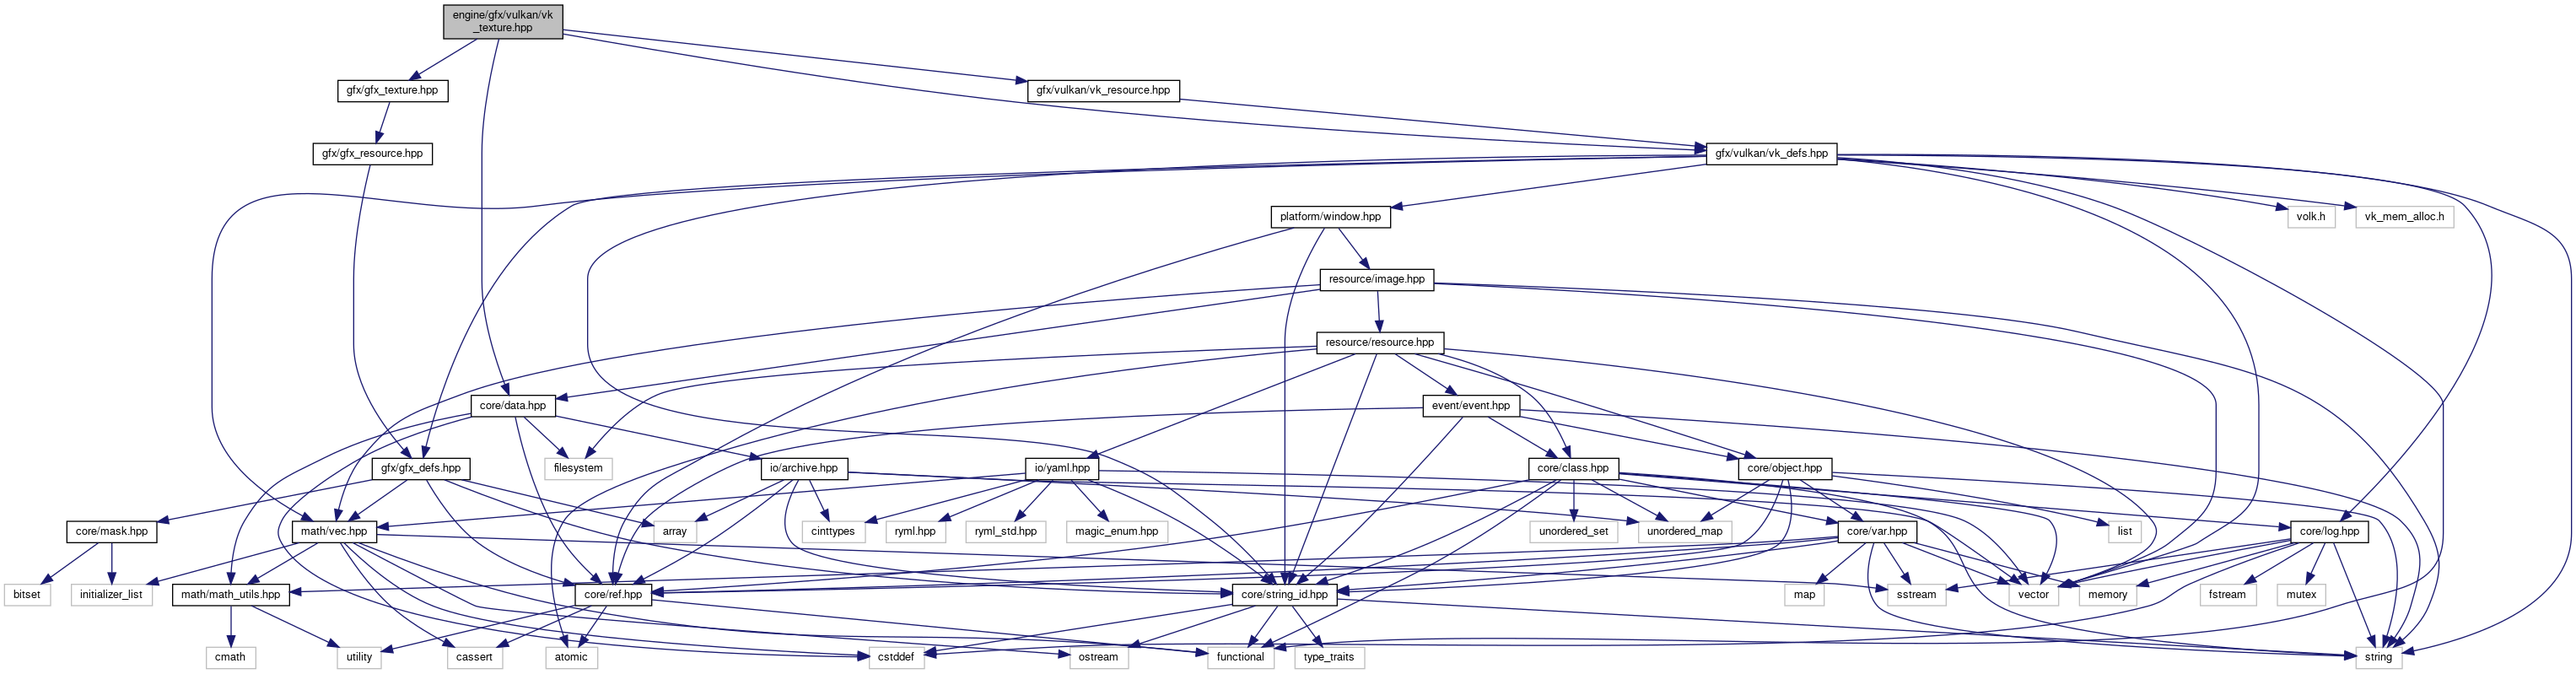 engine/gfx/vulkan/vk
_texture.hpp
gfx/gfx_texture.hpp
gfx/vulkan/vk_resource.hpp
gfx/gfx_resource.hpp
gfx/vulkan/vk_defs.hpp
platform/window.hpp
volk.h
vk_mem_alloc.h
resource/image.hpp
resource/resource.hpp
core/data.hpp
event/event.hpp
gfx/gfx_defs.hpp
filesystem
io/archive.hpp
io/yaml.hpp
core/class.hpp
core/object.hpp
core/mask.hpp
math/vec.hpp
array
cinttypes
ryml.hpp
ryml_std.hpp
magic_enum.hpp
unordered_set
unordered_map
core/var.hpp
list
core/log.hpp
bitset
initializer_list
math/math_utils.hpp
core/ref.hpp
core/string_id.hpp
map
sstream
vector
memory
fstream
mutex
cmath
utility
cassert
atomic
cstddef
ostream
functional
type_traits
string